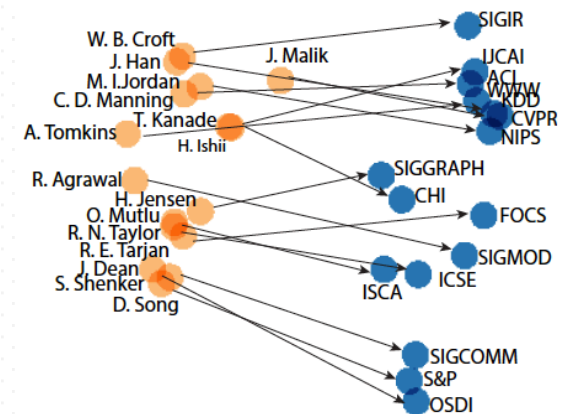 SIGIR
W. B. Croft
J. Han
J. Malik
IJCAI
ACL
M. I.Jordan
WWW
C. D. Manning
KDD
T. Kanade
CVPR
A. Tomkins
NIPS
H. Ishii
SIGGRAPH
R. Agrawal
CHI
H. Jensen
O. Mutlu
FOCS
R. N. Taylor
R. E. Tarjan
SIGMOD
J. Dean
ICSE
S. Shenker
ISCA
D. Song
SIGCOMM
S&P
OSDI